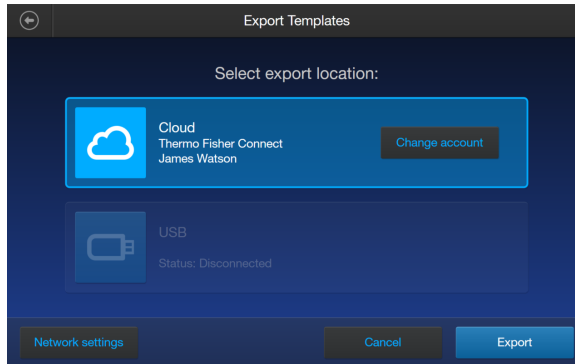 Export Templates
Select export location:
Cloud
Thermo Fisher Connect
James Watson
Change account
USB
Status: Disconnected
Network settings
Cancel
Export